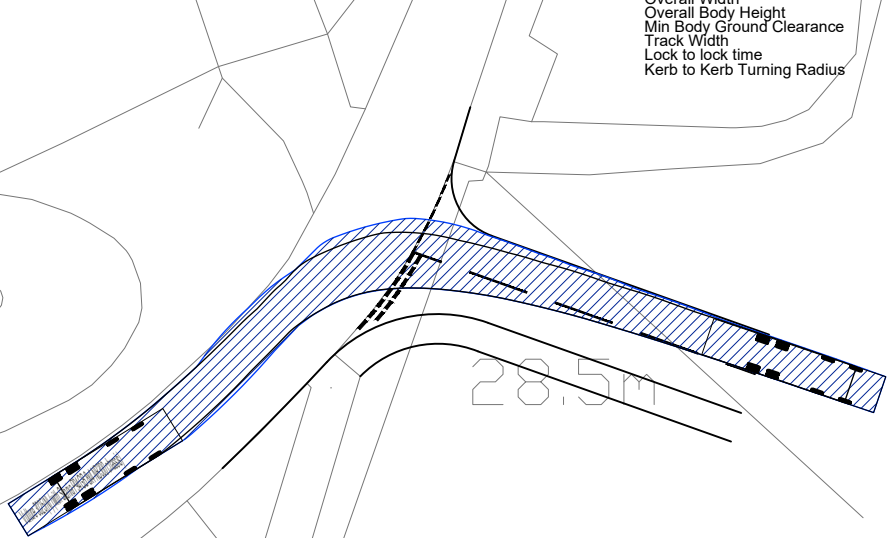 Overall Width
Overall Body Height
Min Body Ground Clearance
Track Width
Lock to lock time
Kerb to Kerb Turning Radius
28.5m